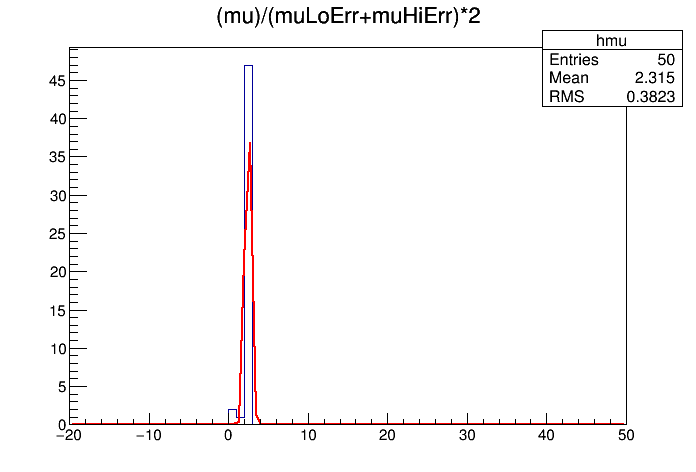 (mu)/(muLoErr+muHiErr)*2
hmu
Entries 50
Mean 2.315
RMS 0.3823
45
40
35
30
25
20
15
10
5
0
−20 −10 0 10 20 30 40 50